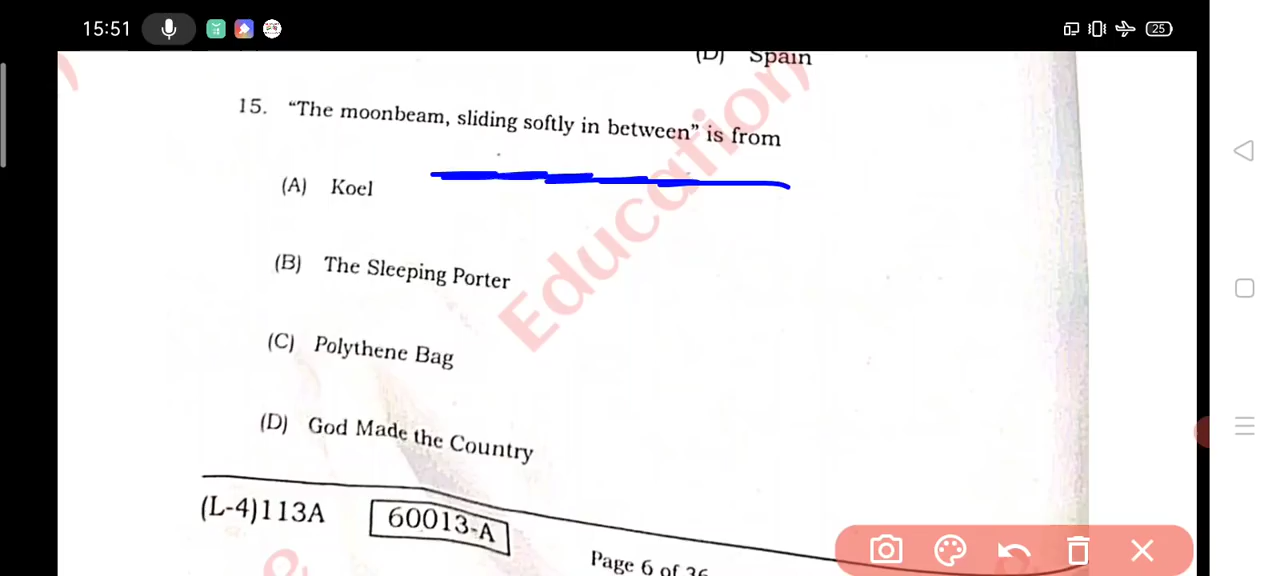 15:51
25
(D) Spain
15. “The moonbeam, sliding softly in between” is from
(A) Koel
(B) The Sleeping Porter
(C) Polythene Bag
(D) God Made the Country
Education)
(L-4)113A
60013-A
Page 6 of 36